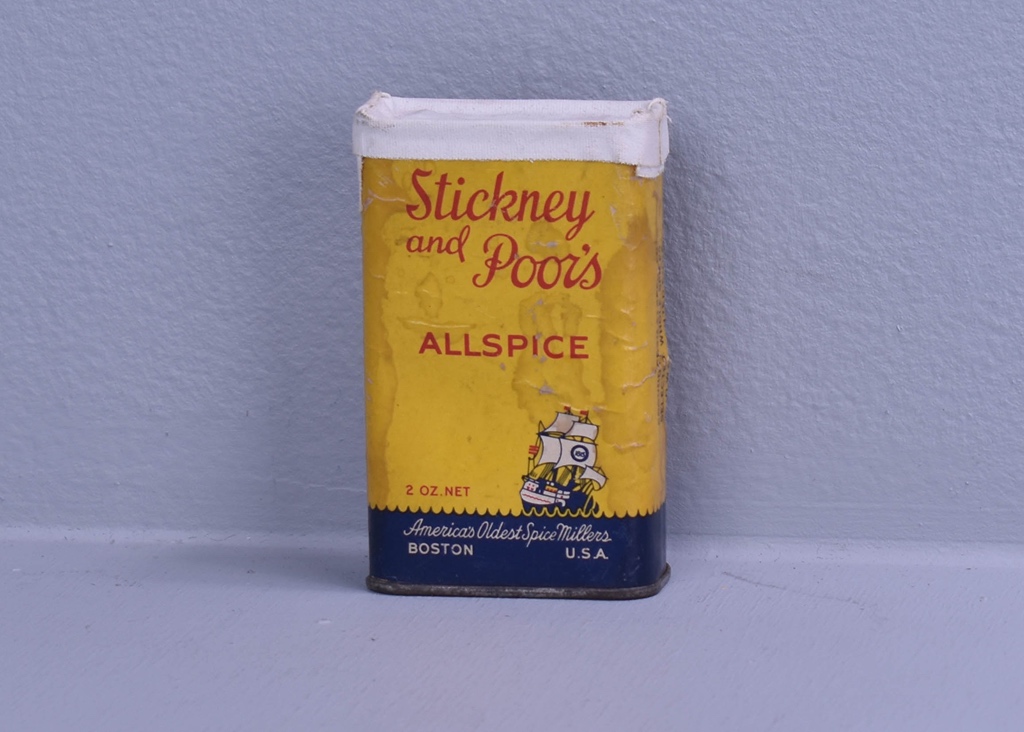 Stickney
and Poor's
ALLSPICE
2 OZ. NET
America's Oldest Spice Millers
BOSTON U.S.A.